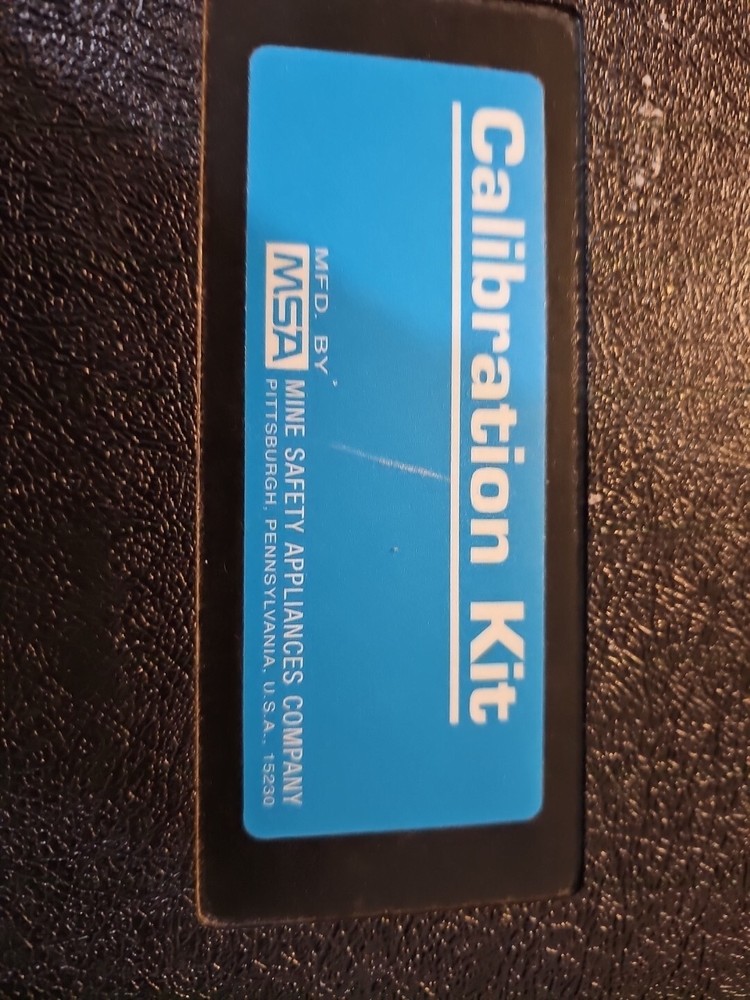 Calibration Kit
MFD. BY
MSA MINE SAFETY APPLIANCES COMPANY
PITTSBURGH, PENNSYLVANIA, U.S.A., 15230